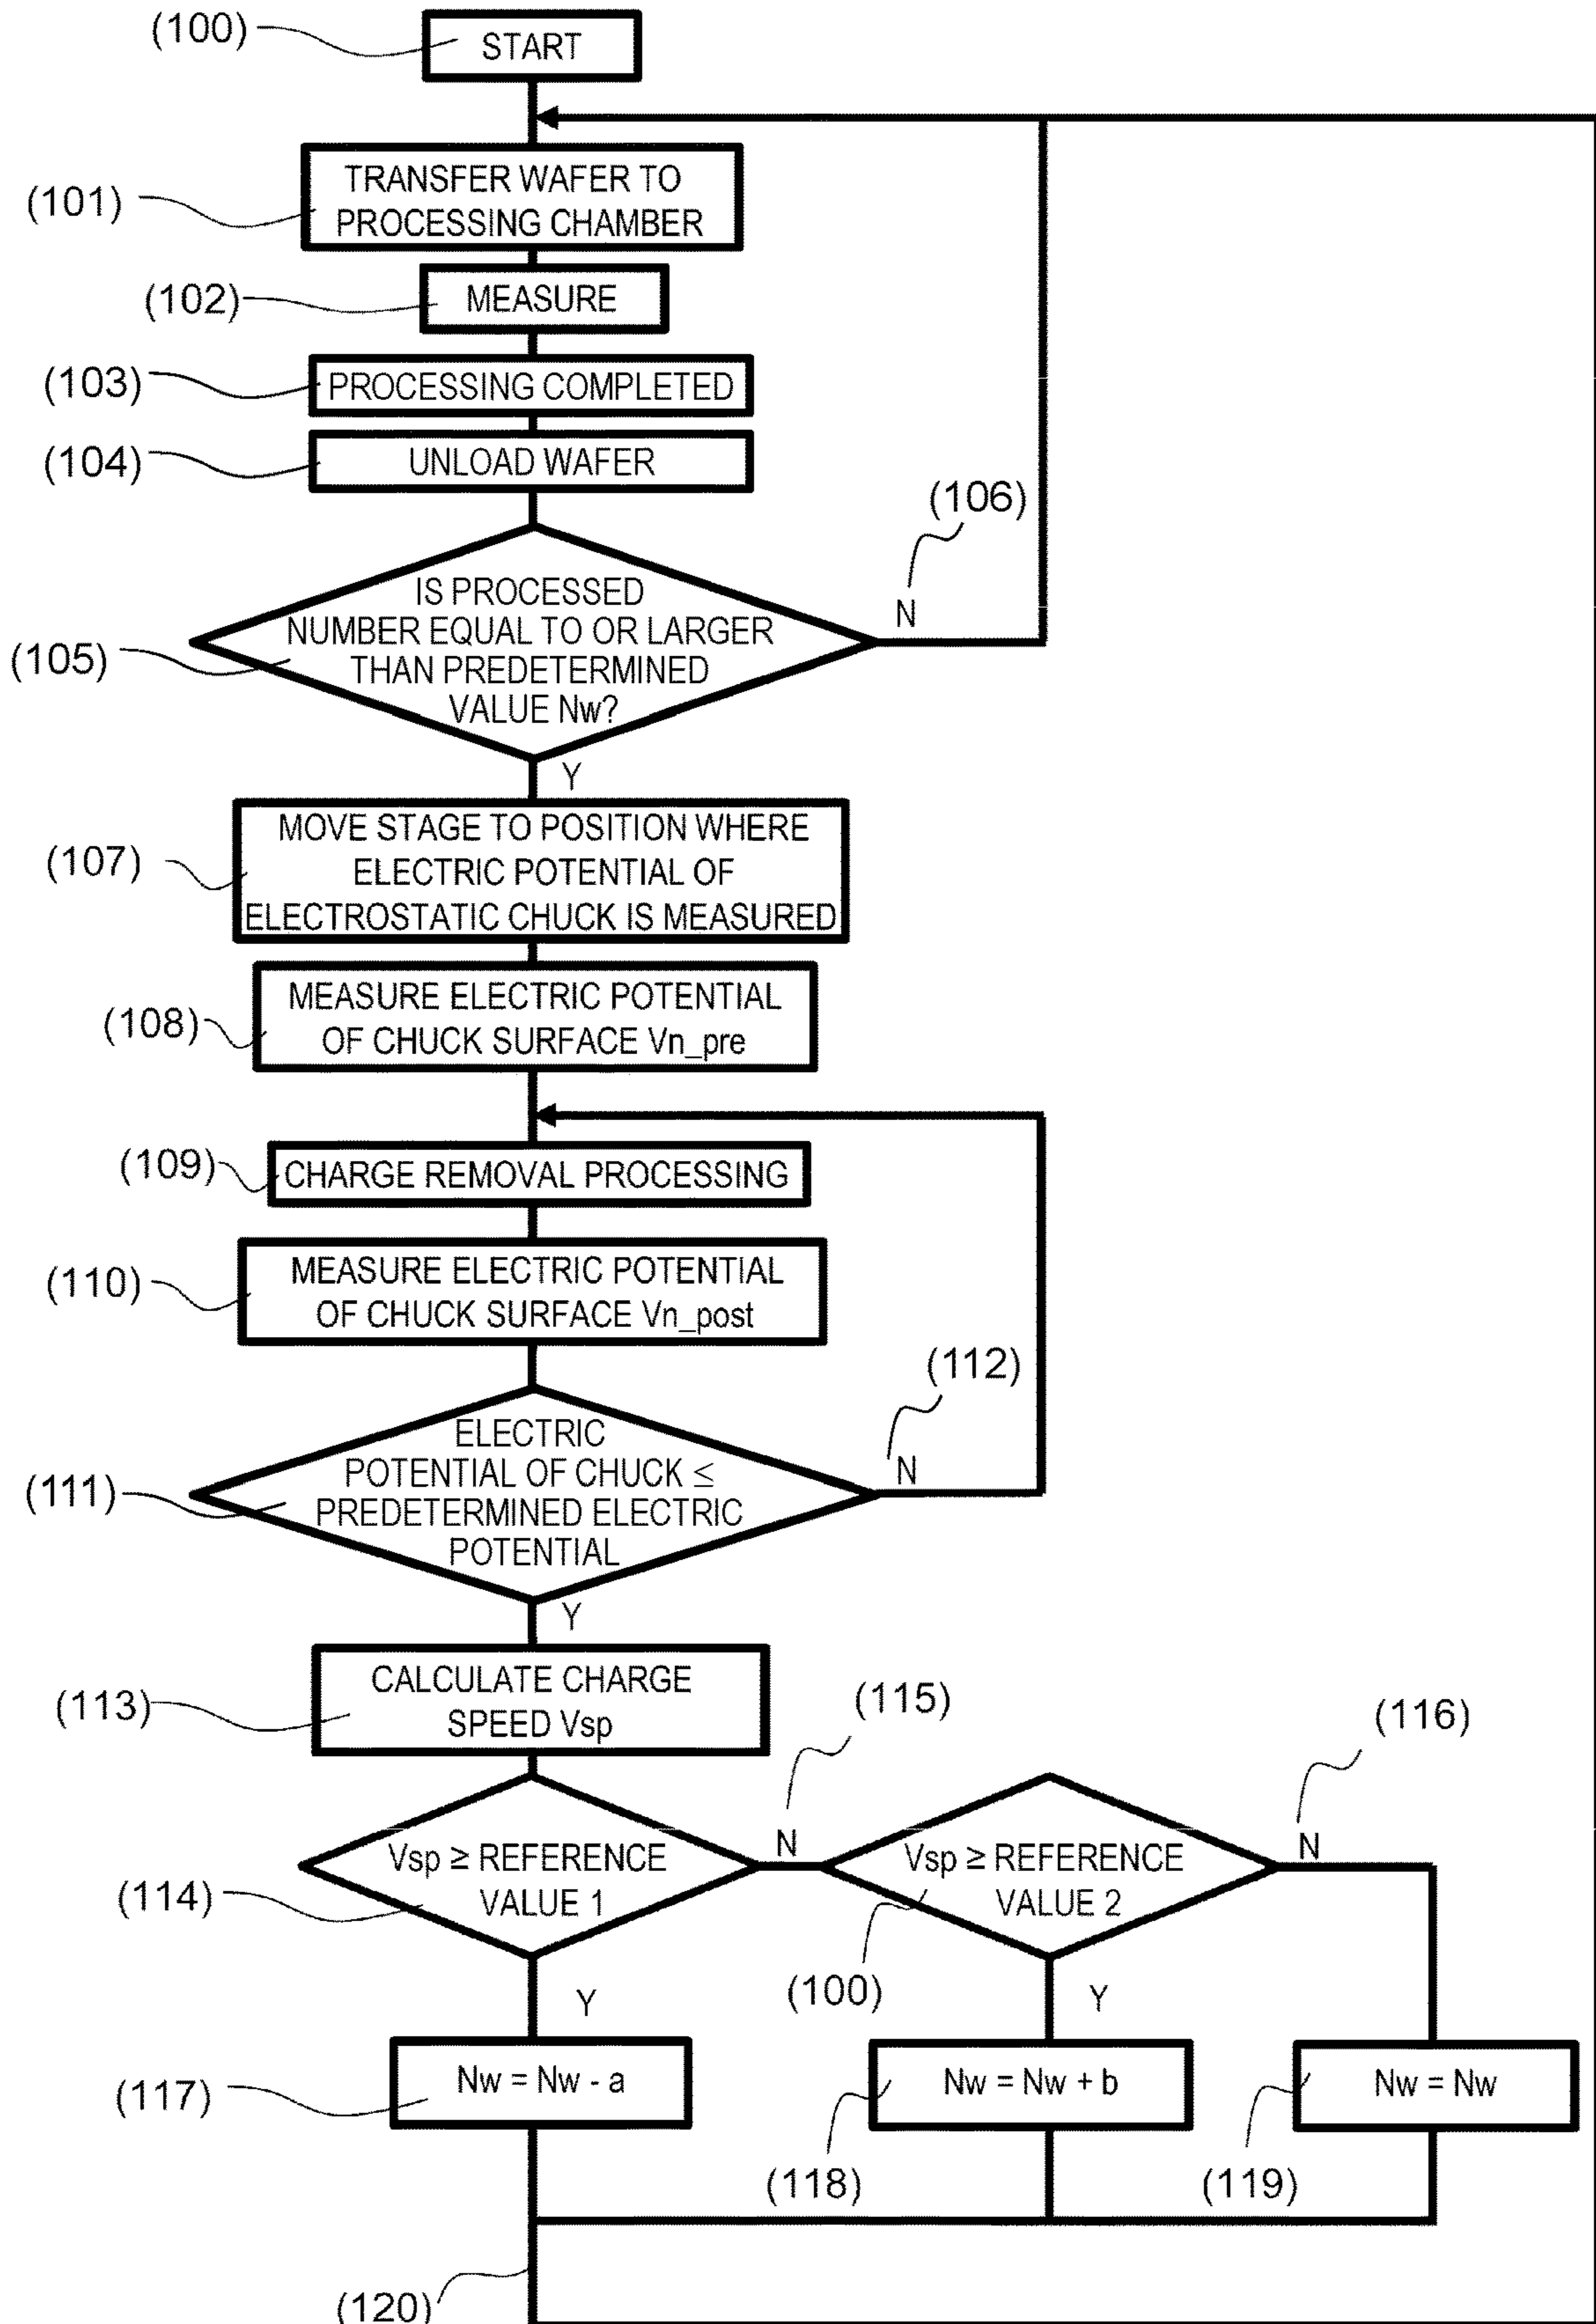 (100)
START
(101)
TRANSFER WAFER TO
PROCESSING CHAMBER
(102)
MEASURE
(103)
PROCESSING COMPLETED
(104)
UNLOAD WAFER
(105)
IS PROCESSED
NUMBER EQUAL TO OR LARGER
THAN PREDETERMINED
VALUE Nw?
(106)
N
Y
(107)
MOVE STAGE TO POSITION WHERE
ELECTRIC POTENTIAL OF
ELECTROSTATIC CHUCK IS MEASURED
(108)
MEASURE ELECTRIC POTENTIAL
OF CHUCK SURFACE Vn_pre
(109)
CHARGE REMOVAL PROCESSING
(110)
MEASURE ELECTRIC POTENTIAL
OF CHUCK SURFACE Vn_post
(111)
ELECTRIC
POTENTIAL OF CHUCK ≤
PREDETERMINED ELECTRIC
POTENTIAL
(112)
N
Y
(113)
CALCULATE CHARGE
SPEED Vsp
(114)
Vsp ≥ REFERENCE
VALUE 1
(115)
N
Vsp ≥ REFERENCE
VALUE 2
(100)
(116)
N
Y
Y
(117)
Nw = Nw - a
Nw = Nw + b
(118)
Nw = Nw
(119)
(120)